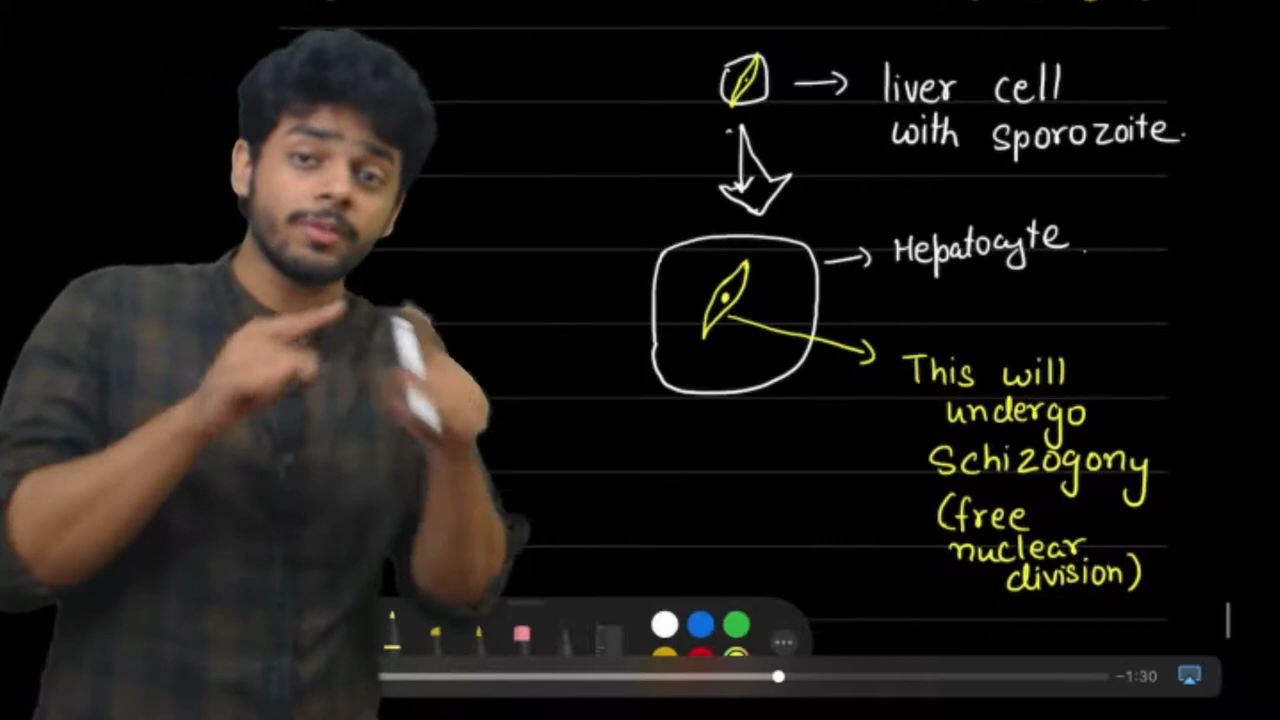 liver cell
with sporozoite.
Hepatocyte.
This will
undergo
Schizogony
(free
nuclear
division)
-1:30